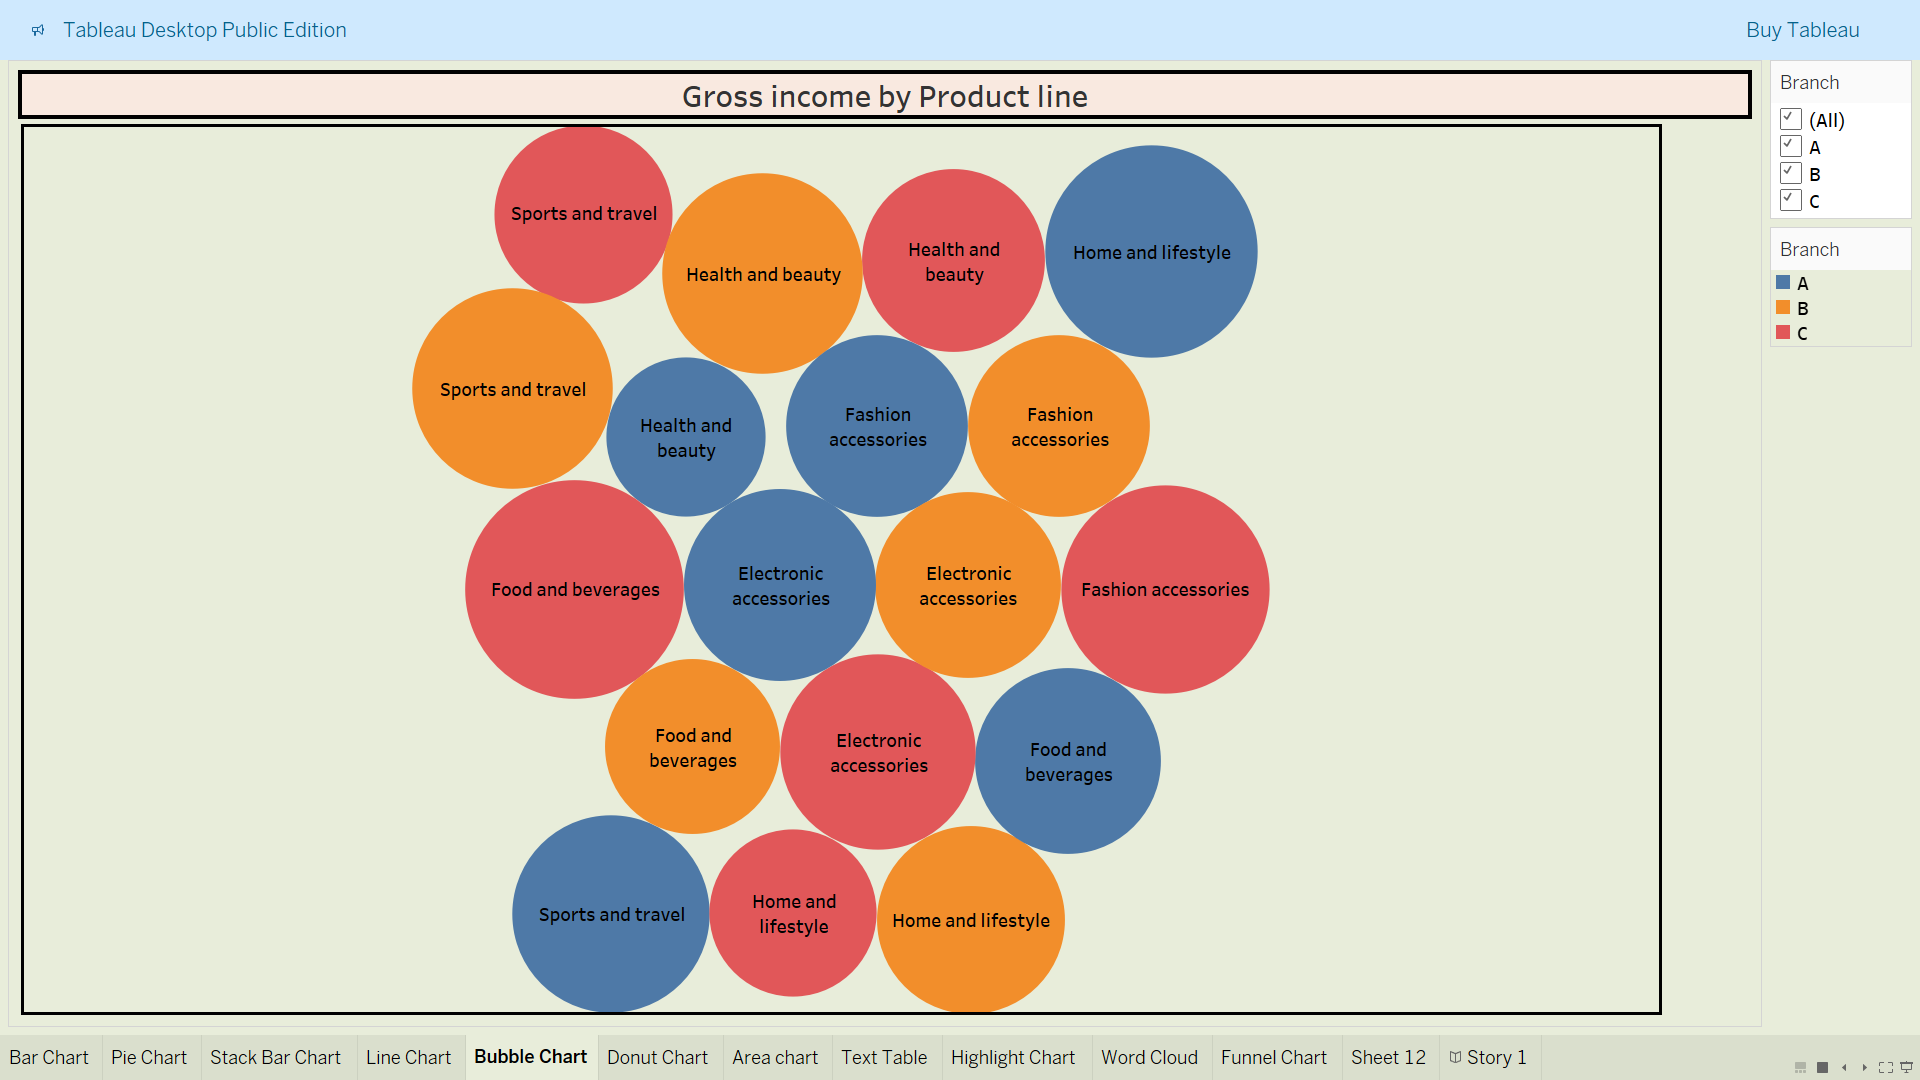 Tableau Desktop Public Edition
Buy Tableau
Gross income by Product line
Branch
(All)
A
B
C
Branch
A
B
C
Sports and travel
Health and beauty
Health and
beauty
Home and lifestyle
Sports and travel
Health and
beauty
Fashion
accessories
Fashion
accessories
Food and beverages
Electronic
accessories
Electronic
accessories
Fashion accessories
Food and
beverages
Electronic
accessories
Food and
beverages
Sports and travel
Home and
lifestyle
Home and lifestyle
Bar Chart
Pie Chart
Stack Bar Chart
Line Chart
Bubble Chart
Donut Chart
Area chart
Text Table
Highlight Chart
Word Cloud
Funnel Chart
Sheet 12
Story 1